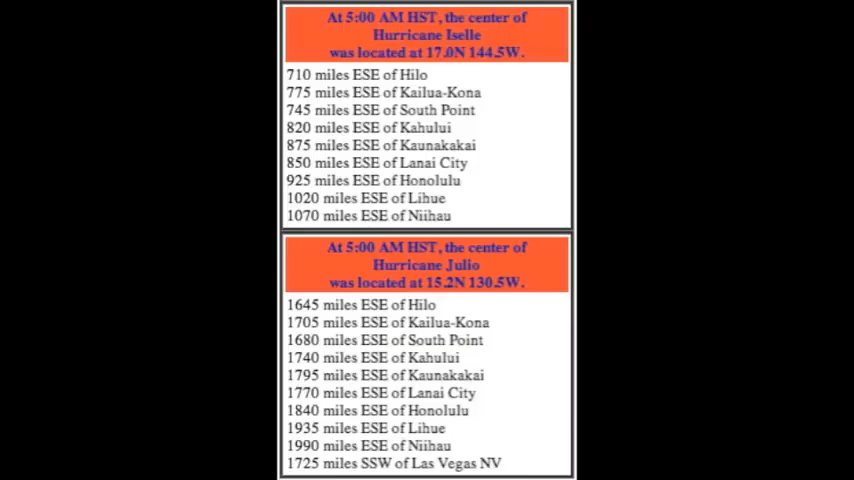 At 5:00 AM HST, the center of
Hurricane Iselle
was located at 17.0N 144.5W.
710 miles ESE of Hilo
775 miles ESE of Kailua-Kona
745 miles ESE of South Point
820 miles ESE of Kahului
875 miles ESE of Kaunakakai
850 miles ESE of Lanai City
925 miles ESE of Honolulu
1020 miles ESE of Lihue
1070 miles ESE of Niihau
At 5:00 AM HST, the center of
Hurricane Julio
was located at 15.2N 130.5W.
1645 miles ESE of Hilo
1705 miles ESE of Kailua-Kona
1680 miles ESE of South Point
1740 miles ESE of Kahului
1795 miles ESE of Kaunakakai
1770 miles ESE of Lanai City
1840 miles ESE of Honolulu
1935 miles ESE of Lihue
1990 miles ESE of Niihau
1725 miles SSW of Las Vegas NV